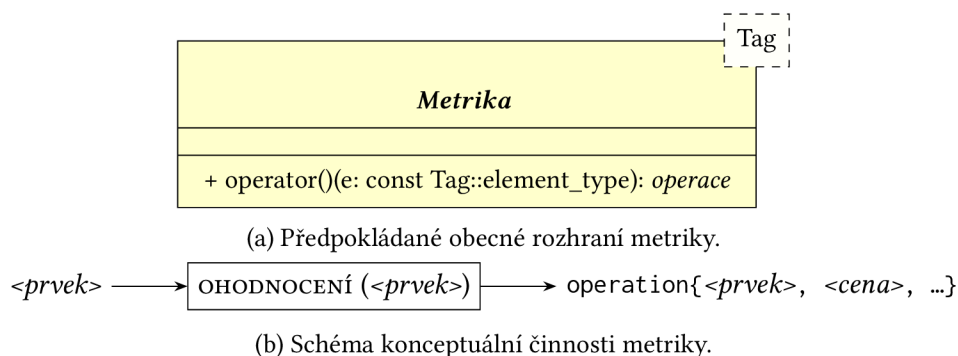 Tag
Metrika
+ operator()(e: const Tag::element_type): operace
(a) Předpokládané obecné rozhraní metriky.
<prvek> OHODNOCENÍ (<prvek>) operation{<prvek>, <cena>, …}
(b) Schéma konceptuální činnosti metriky.